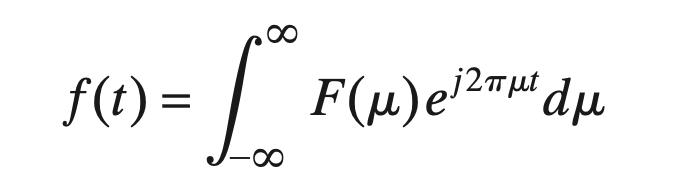 f(t) = ∫_{-∞}^{∞} F(μ) e^{j2πμt} dμ